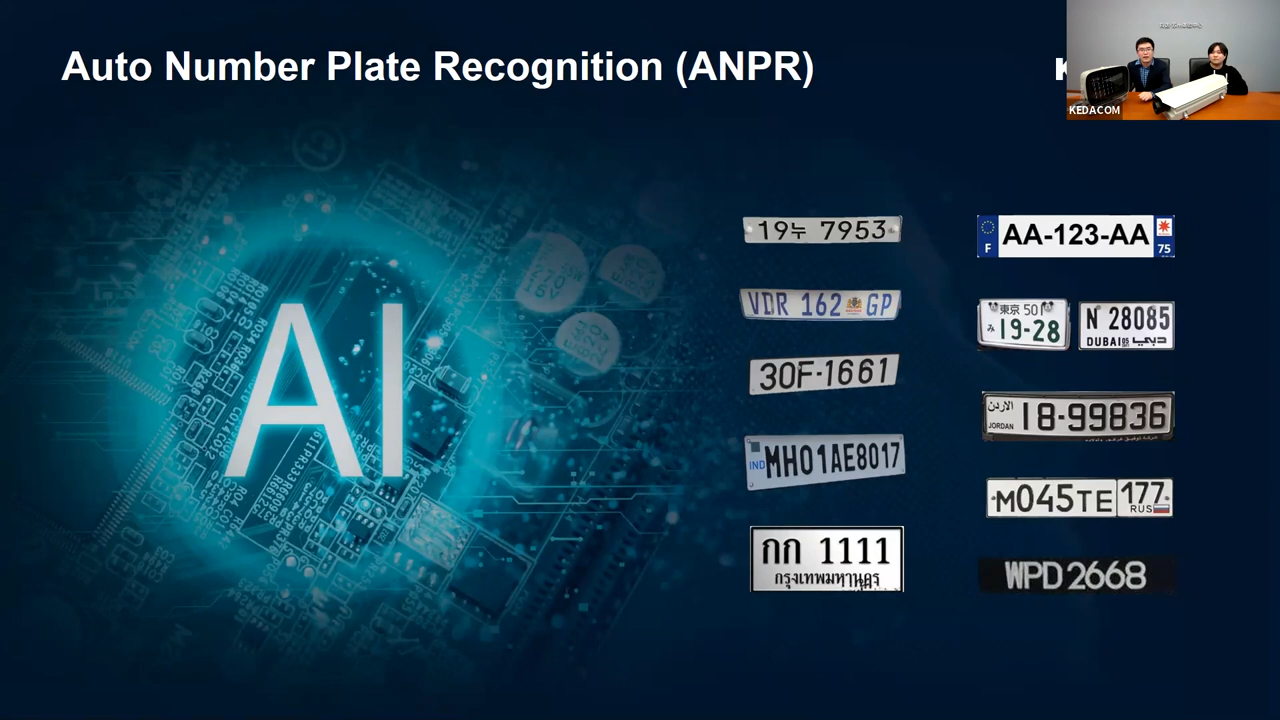 Auto Number Plate Recognition (ANPR)
K
KEDACOM
AI
19누 7953
VDR 162 GP
30F-1661
IND MH01AE8017
กก 1111
กรุงเทพมหานคร
AA-123-AA
F
75
東京 50
み 19-28
N 28085
DUBAI دبي
الاردن
JORDAN
18-99836
M045TE 177
RUS
WPD 2668